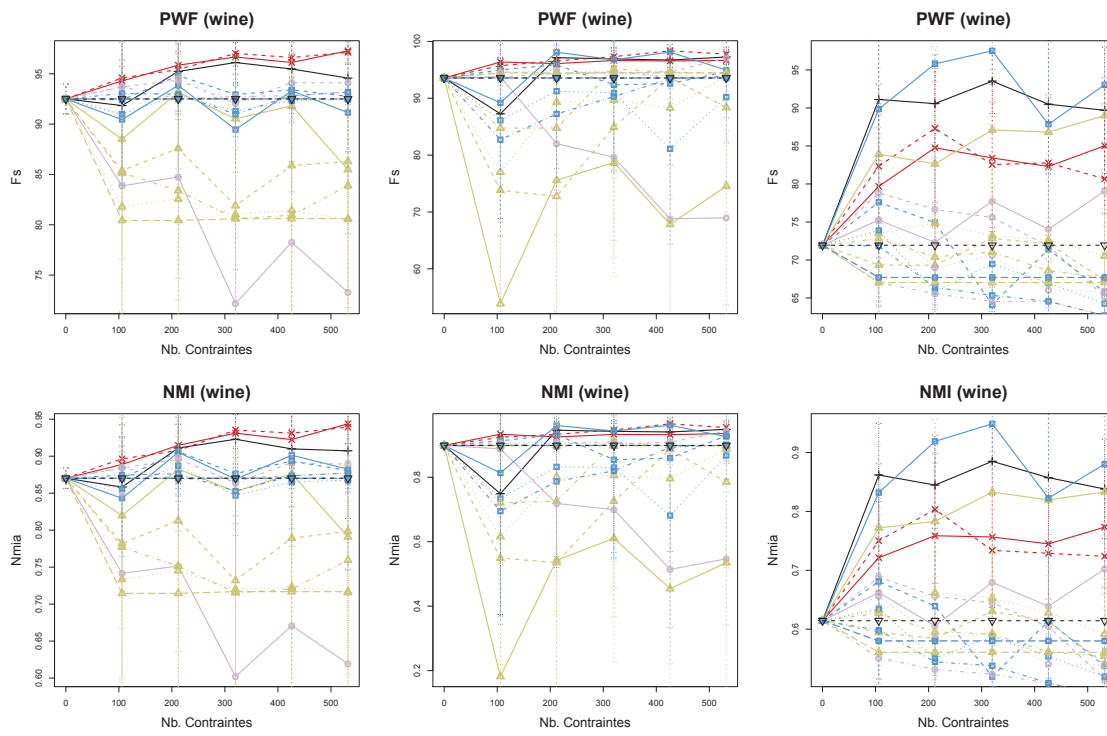 PWF (wine)
Fs
95
90
85
80
75
0 100 200 300 400 500
Nb. Contraintes
PWF (wine)
Fs
100
90
80
70
60
0 100 200 300 400 500
Nb. Contraintes
PWF (wine)
Fs
95
90
85
80
75
70
65
0 100 200 300 400 500
Nb. Contraintes
NMI (wine)
Nmia
0.95
0.90
0.85
0.80
0.75
0.70
0.65
0.60
0 100 200 300 400 500
Nb. Contraintes
NMI (wine)
Nmia
0.8
0.6
0.4
0.2
0 100 200 300 400 500
Nb. Contraintes
NMI (wine)
Nmia
0.9
0.8
0.7
0.6
0 100 200 300 400 500
Nb. Contraintes